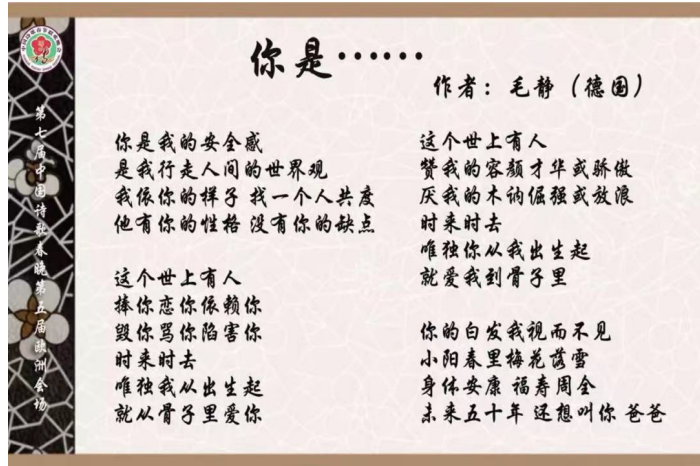 你是……
作者：毛静（德国）
你是我的安全感
是我行走人间的世界观
我依你的样子 找一个人共度
他有你的性格 没有你的缺点
这个世上有人
捧你恋你依赖你
毁你骂你陷害你
时来时去
唯独我从出生起
就从骨子里爱你
这个世上有人
赞我的容颜才华或骄傲
厌我的木讷倔强或放浪
时来时去
唯独你从我出生起
就爱我到骨子里
你的白发我视而不见
小阳春里梅花落雪
身体安康 福寿周全
未来五十年 还想叫你 爸爸
第七届中国诗歌春晚第五届欧洲会场